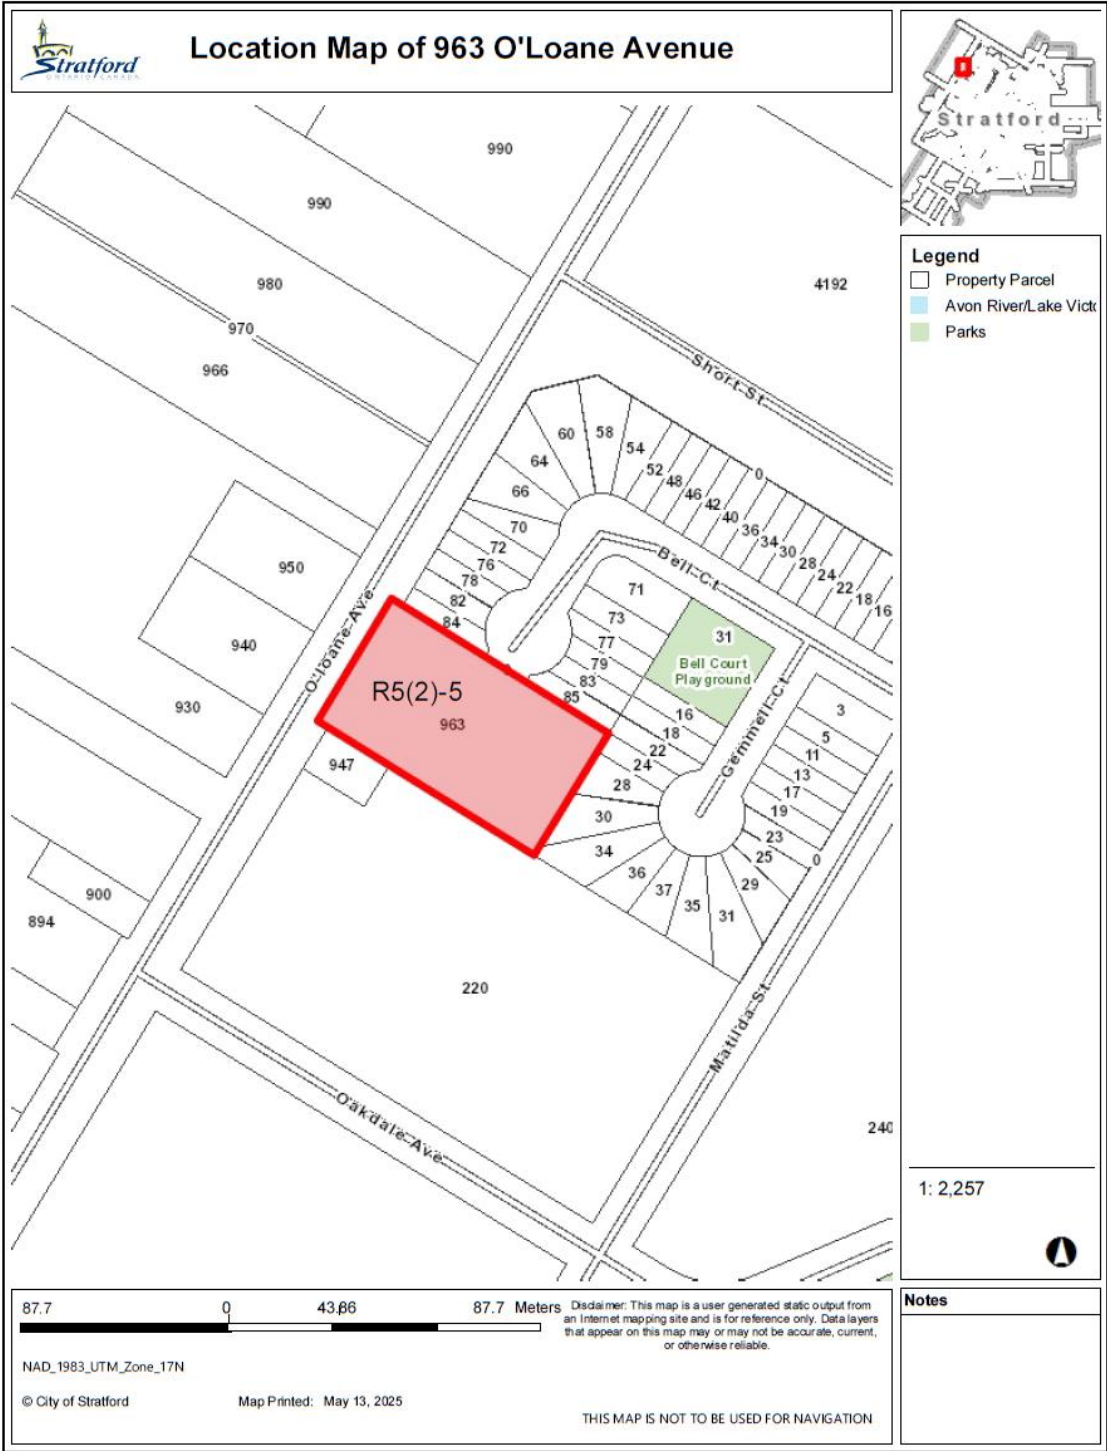 Stratford
ONTARIO CANADA
Location Map of 963 O'Loane Avenue
Stratford
Legend
Property Parcel
Avon River/Lake Victo
Parks
990
990
980
970
966
4192
Short St
60
58
54
64
52
48
0
66
46
42
70
40
36
72
34
76
30
78
28
82
24
84
22
18
16
950
940
930
O'loane Ave
Bell Ct
71
73
77
79
83
85
31
Bell Court
Playground
R5(2)-5
963
947
16
18
22
24
28
30
34
36
37
35
31
29
25
23
19
17
13
11
5
3
0
Gemmell Ct
900
894
220
Matilda St
Oakdale Ave
240
1: 2,257
87.7
0
43.86
87.7 Meters
NAD_1983_UTM_Zone_17N
© City of Stratford
Map Printed: May 13, 2025
Disclaimer: This map is a user generated static output from
an Internet mapping site and is for reference only. Data layers
that appear on this map may or may not be accurate, current,
or otherwise reliable.
THIS MAP IS NOT TO BE USED FOR NAVIGATION
Notes